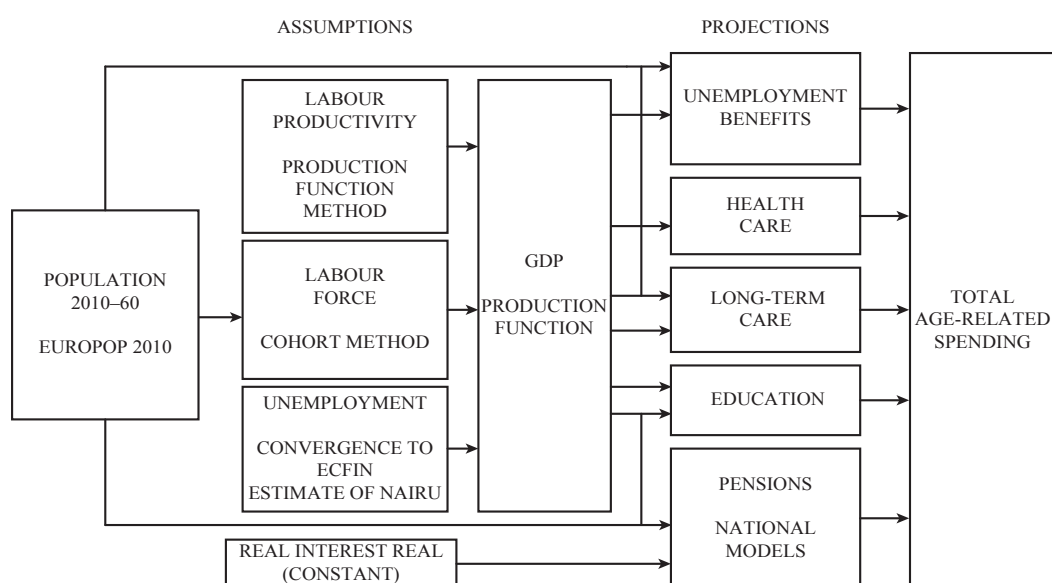 ASSUMPTIONS
PROJECTIONS
POPULATION
2010–60
EUROPOP 2010
LABOUR
PRODUCTIVITY
PRODUCTION
FUNCTION
METHOD
LABOUR
FORCE
COHORT METHOD
UNEMPLOYMENT
CONVERGENCE TO
ECFIN
ESTIMATE OF NAIRU
REAL INTEREST REAL
(CONSTANT)
GDP
PRODUCTION
FUNCTION
UNEMPLOYMENT
BENEFITS
HEALTH
CARE
LONG-TERM
CARE
EDUCATION
PENSIONS
NATIONAL
MODELS
TOTAL
AGE-RELATED
SPENDING